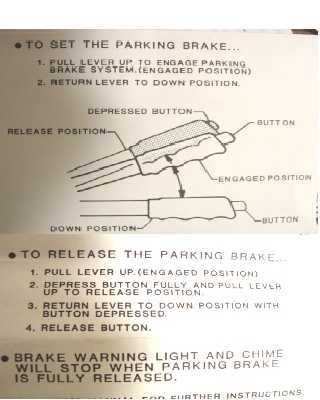 • TO SET THE PARKING BRAKE...
1. PULL LEVER UP TO ENGAGE PARKING
BRAKE SYSTEM.(ENGAGED POSITION)
2. RETURN LEVER TO DOWN POSITION.
DEPRESSED BUTTON
BUTTON
RELEASE POSITION
ENGAGED POSITION
BUTTON
DOWN POSITION
• TO RELEASE THE PARKING BRAKE...
1. PULL LEVER UP.(ENGAGED POSITION)
2. DEPRESS BUTTON FULLY AND PULL LEVER
UP TO RELEASE POSITION.
3. RETURN LEVER TO DOWN POSITION WITH
BUTTON DEPRESSED.
4. RELEASE BUTTON.
• BRAKE WARNING LIGHT AND CHIME
WILL STOP WHEN PARKING BRAKE
IS FULLY RELEASED.
MANUAL FOR FURTHER INSTRUCTIONS.